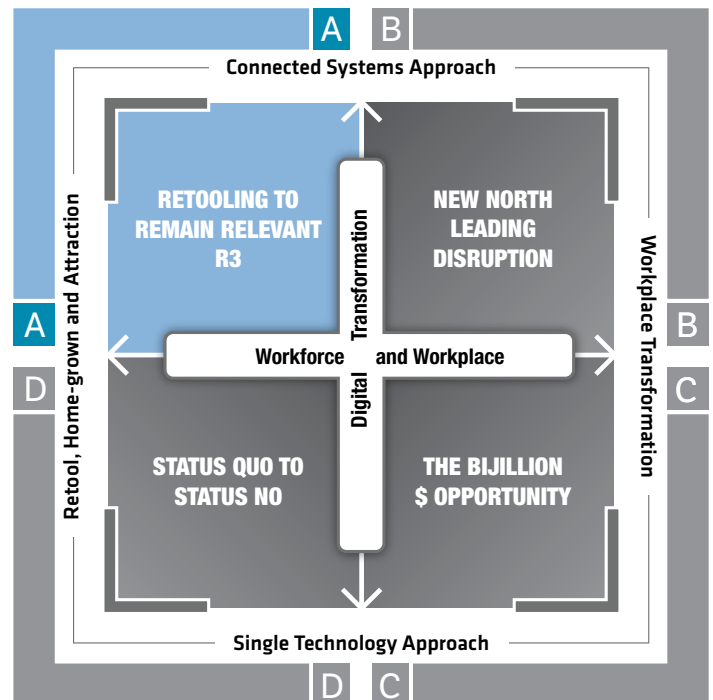 A B
Connected Systems Approach
RETOOLING TO
REMAIN RELEVANT
R3
NEW NORTH
LEADING
DISRUPTION
Retool, Home-grown and Attraction
Workplace Transformation
A
B
Workforce and Workplace
Digital Transformation
D
C
STATUS QUO TO
STATUS NO
THE BIJILLION
$ OPPORTUNITY
Single Technology Approach
D C